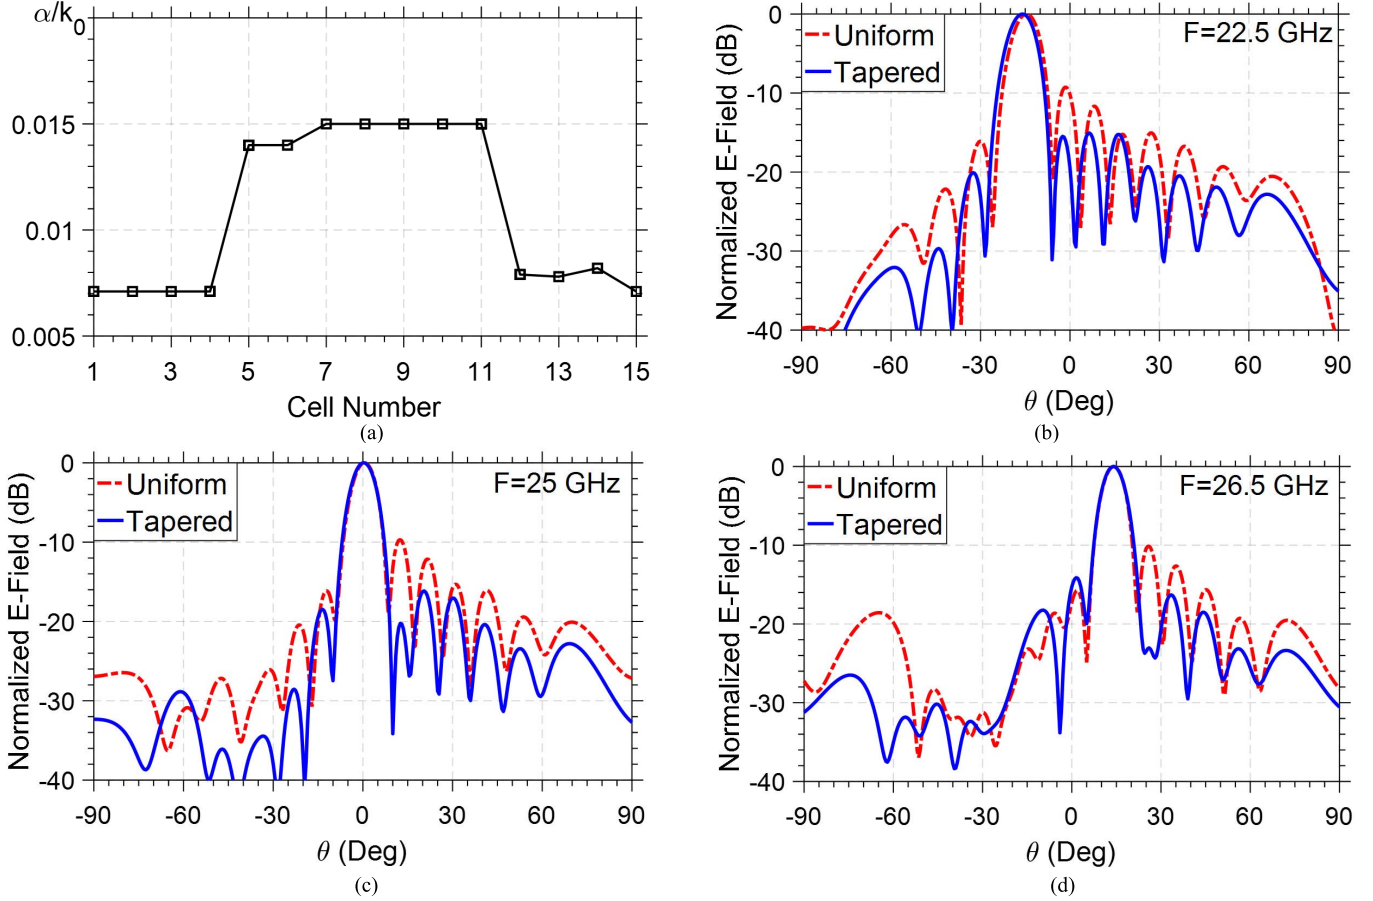 α/k0
0.015
0.01
0.005
1 3 5 7 9 11 13 15
Cell Number
(a)
Normalized E-Field (dB)
0
-10
-20
-30
-40
Uniform
Tapered
F=22.5 GHz
-90 -60 -30 0 30 60 90
θ (Deg)
(b)
Normalized E-Field (dB)
0
-10
-20
-30
-40
Uniform
Tapered
F=25 GHz
-90 -60 -30 0 30 60 90
θ (Deg)
(c)
Normalized E-Field (dB)
0
-10
-20
-30
-40
Uniform
Tapered
F=26.5 GHz
-90 -60 -30 0 30 60 90
θ (Deg)
(d)